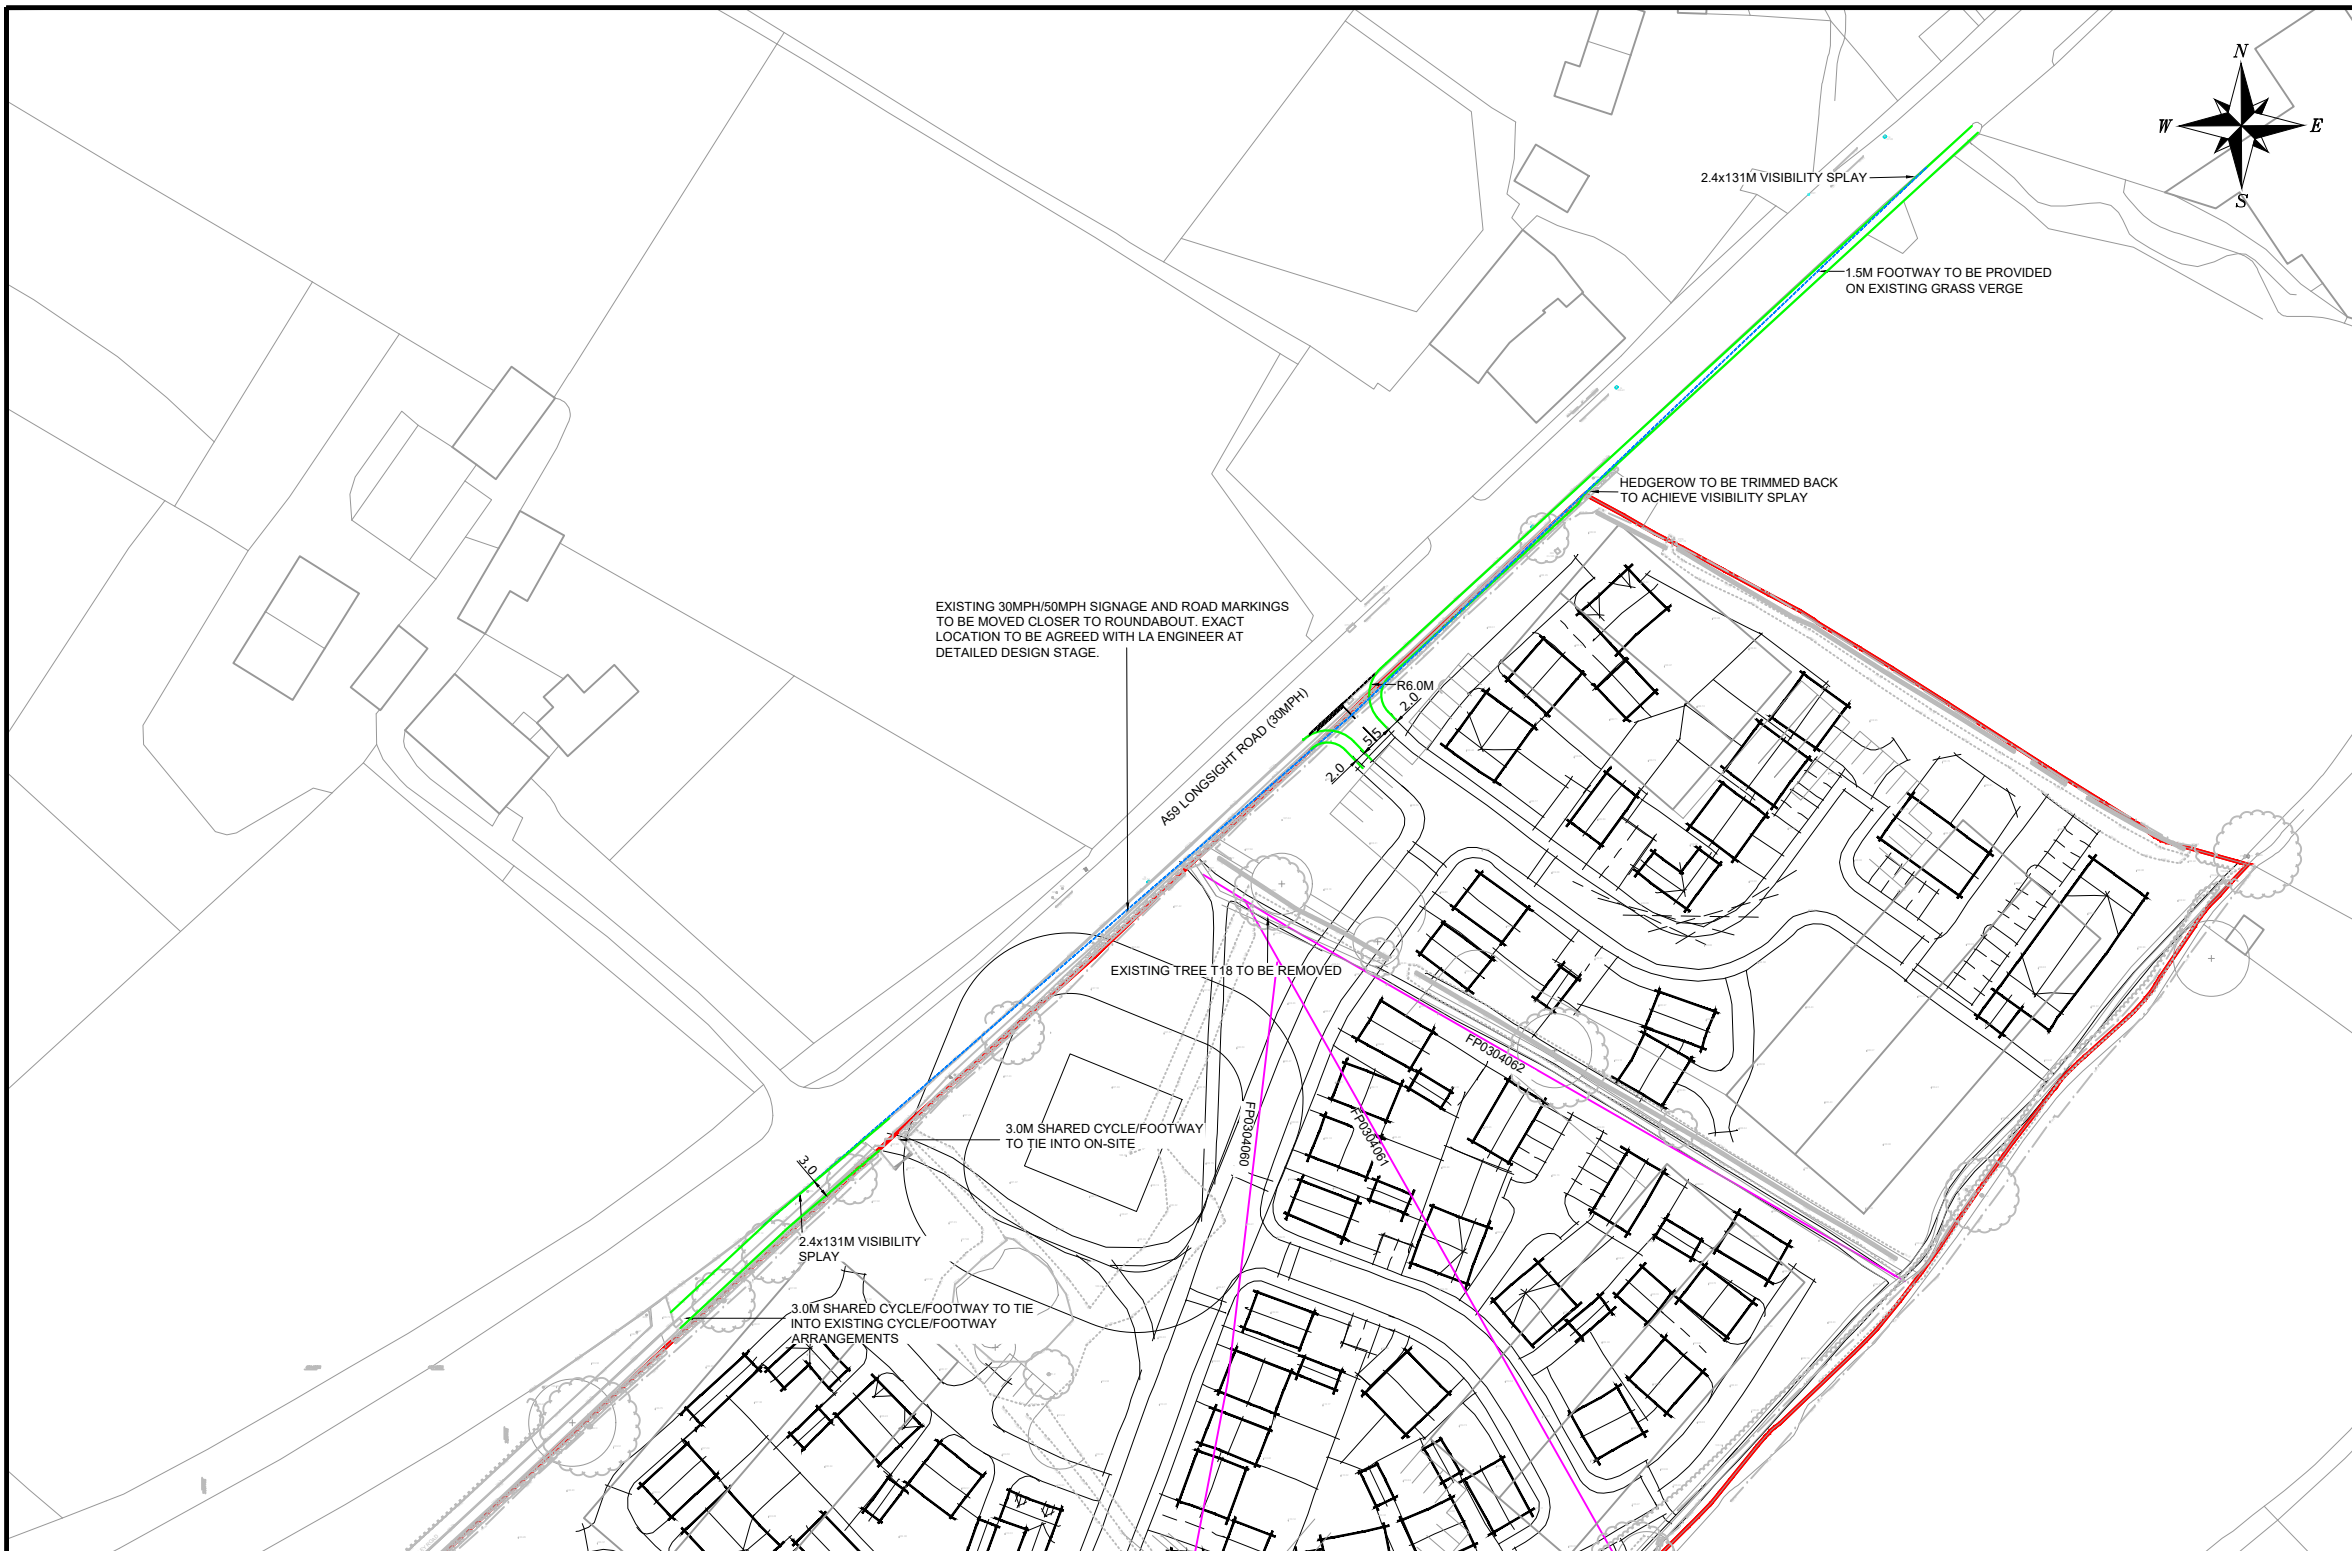 N
W
E
S
2.4x131M VISIBILITY SPLAY
1.5M FOOTWAY TO BE PROVIDED
ON EXISTING GRASS VERGE
HEDGEROW TO BE TRIMMED BACK
TO ACHIEVE VISIBILITY SPLAY
EXISTING 30MPH/50MPH SIGNAGE AND ROAD MARKINGS
TO BE MOVED CLOSER TO ROUNDABOUT. EXACT
LOCATION TO BE AGREED WITH LA ENGINEER AT
DETAILED DESIGN STAGE.
R6.0M
2.0
5.5
2.0
A59 LONGSIGHT ROAD (30MPH)
EXISTING TREE T18 TO BE REMOVED
FP0304062
FP0304060
FP0304061
3.0M SHARED CYCLE/FOOTWAY
TO TIE INTO ON-SITE
3.0
2.4x131M VISIBILITY
SPLAY
3.0M SHARED CYCLE/FOOTWAY TO TIE
INTO EXISTING CYCLE/FOOTWAY
ARRANGEMENTS